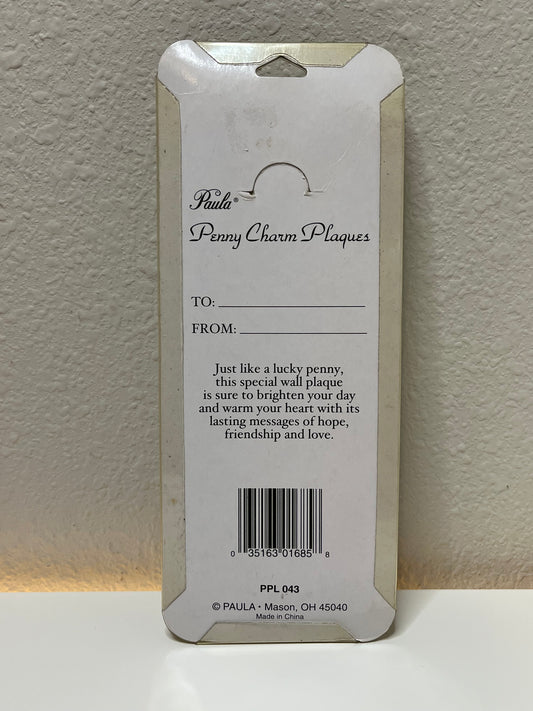 Paula®
Penny Charm Plaques
TO:
FROM:
Just like a lucky penny,
this special wall plaque
is sure to brighten your day
and warm your heart with its
lasting messages of hope,
friendship and love.
0 35163 01685 8
PPL 043
© PAULA • Mason, OH 45040
Made in China